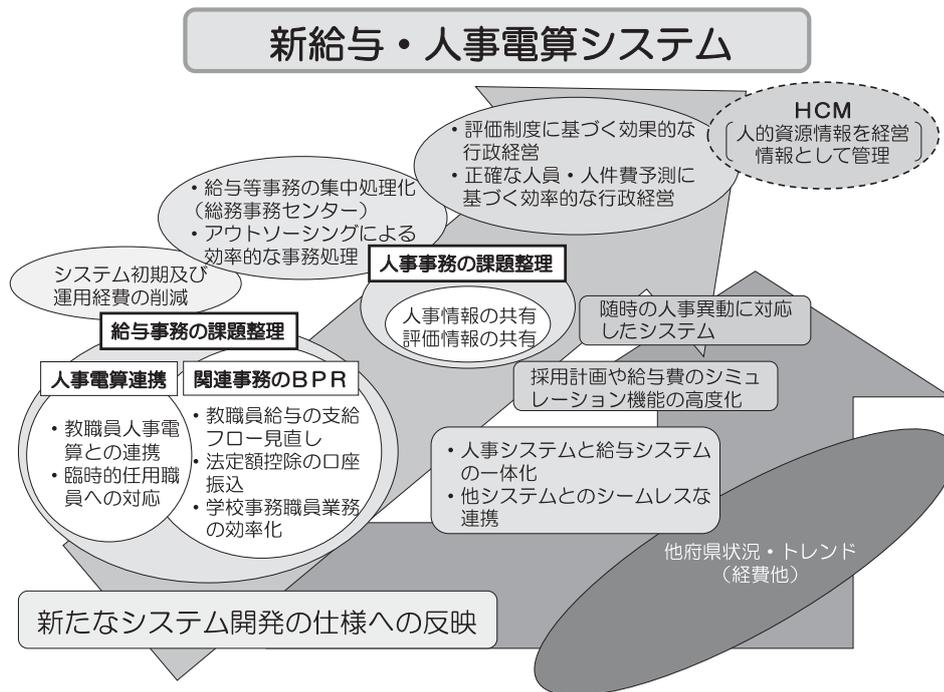 新給与・人事電算システム
HCM
人的資源情報を経営
情報として管理
・評価制度に基づく効果的な
行政経営
・正確な人員・人件費予測に
基づく効率的な行政経営
・給与等事務の集中処理化
（総務事務センター）
・アウトソーシングによる
効率的な事務処理
人事事務の課題整理
人事情報の共有
評価情報の共有
システム初期及び
運用経費の削減
給与事務の課題整理
人事電算連携
・教職員人事電
算との連携
・臨時的任用職
員への対応
関連事務のＢＰＲ
・教職員給与の支給
フロー見直し
・法定額控除の口座
振込
・学校事務職員業務
の効率化
随時の人事異動に対応
したシステム
採用計画や給与費のシミュ
レーション機能の高度化
・人事システムと給与システム
の一体化
・他システムとのシームレスな
連携
他府県状況・トレンド
（経費他）
新たなシステム開発の仕様への反映